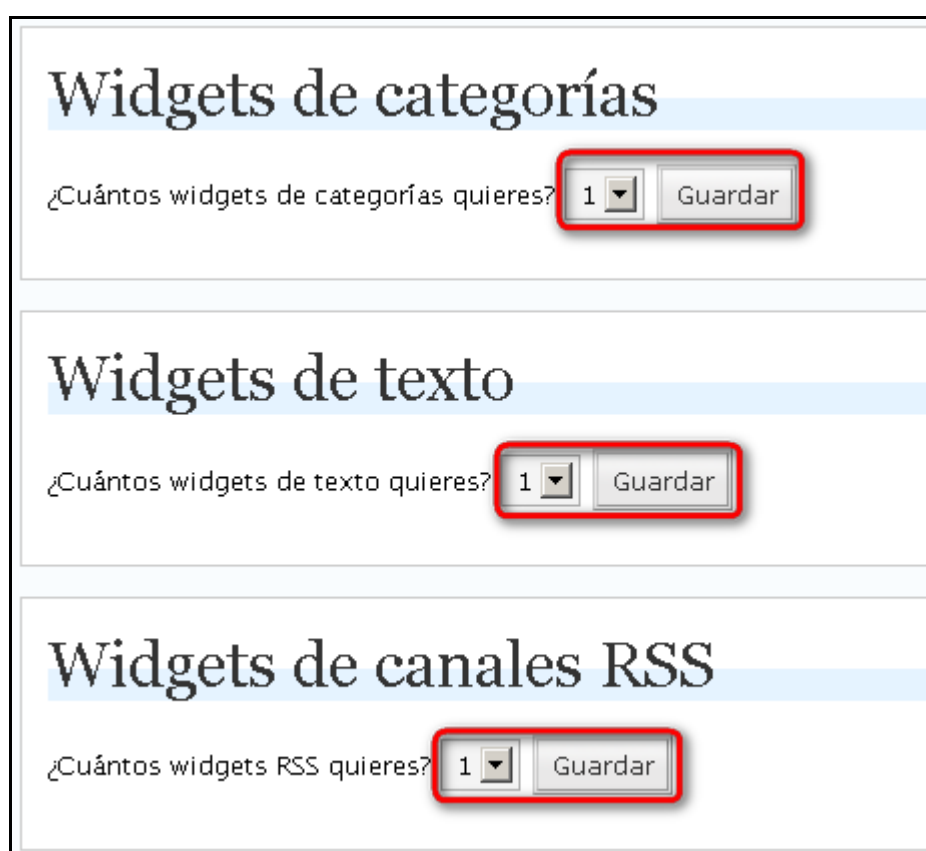 Widgets de categorías
¿Cuántos widgets de categorías quieres? 1 Guardar
Widgets de texto
¿Cuántos widgets de texto quieres? 1 Guardar
Widgets de canales RSS
¿Cuántos widgets RSS quieres? 1 Guardar